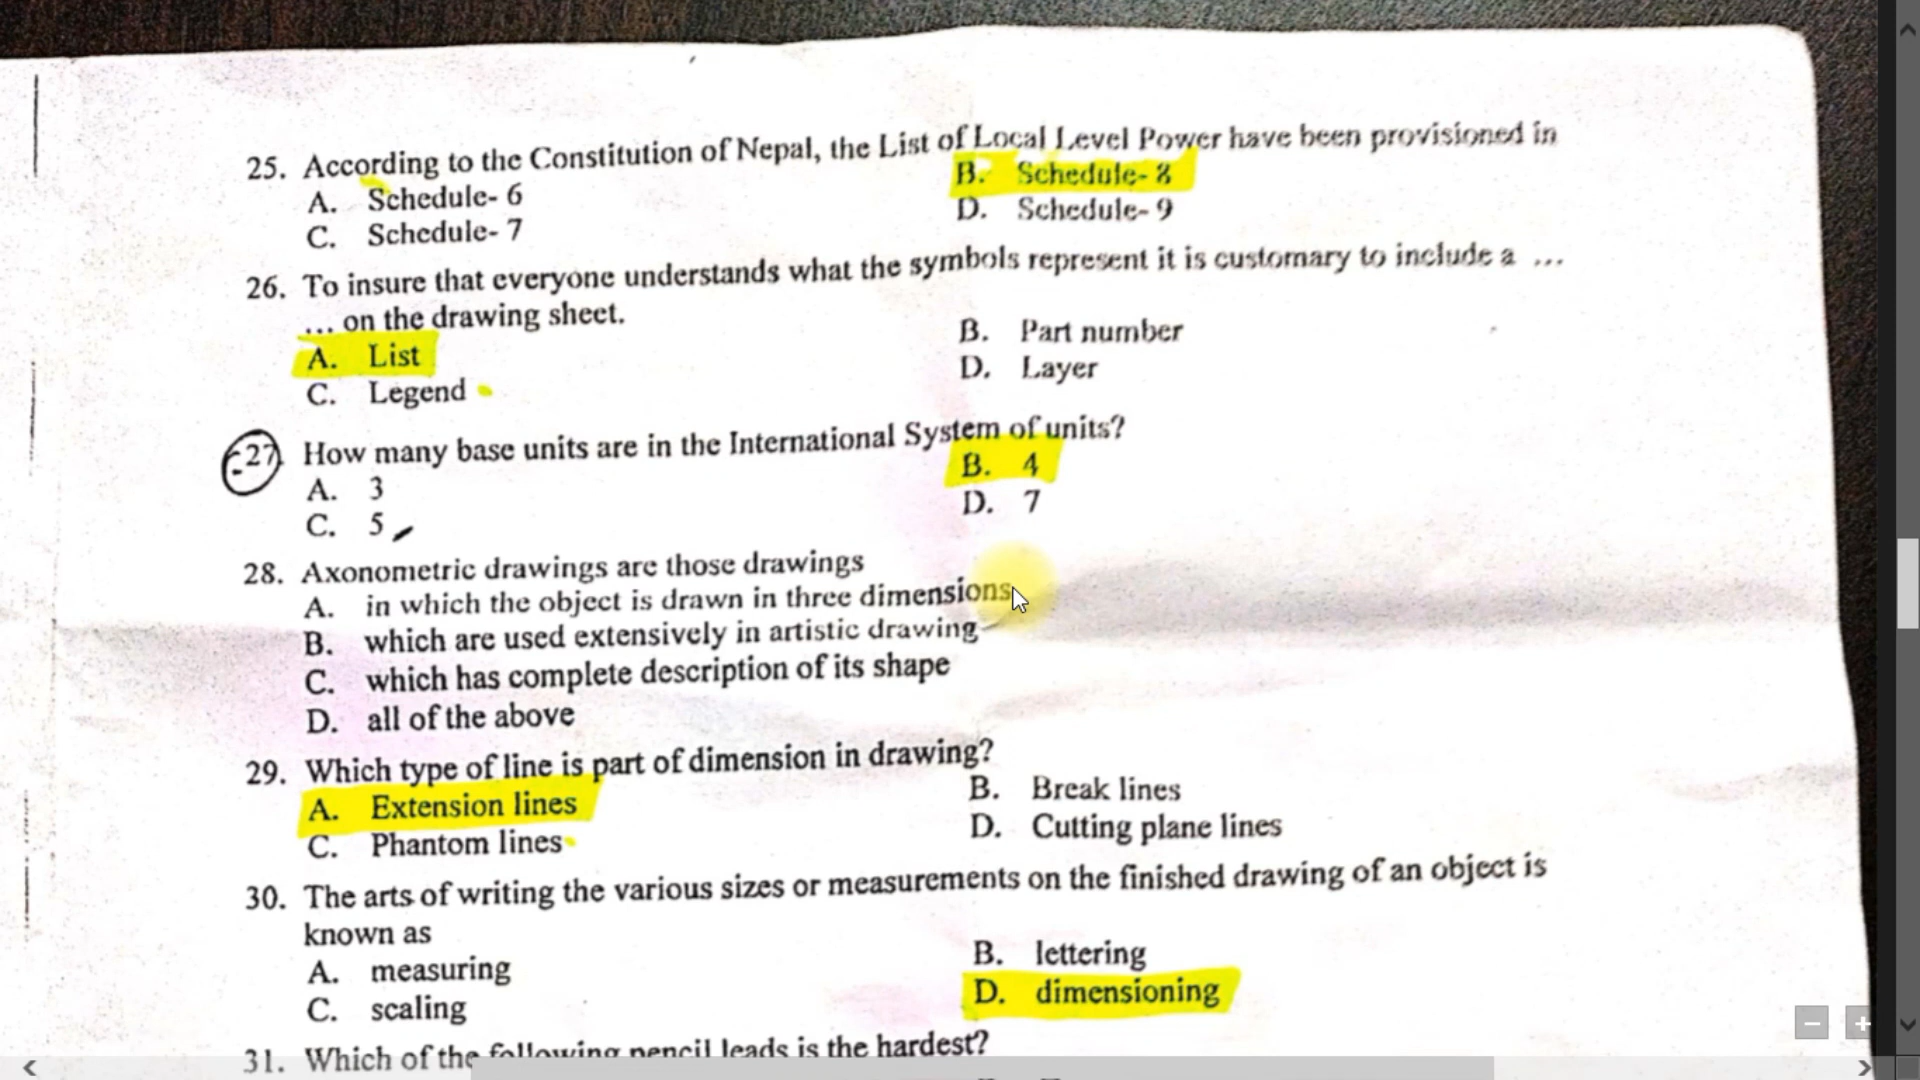 25. According to the Constitution of Nepal, the List of Local Level Power have been provisioned in
A. Schedule- 6 B. Schedule- 8
C. Schedule- 7 D. Schedule- 9
26. To insure that everyone understands what the symbols represent it is customary to include a ...
... on the drawing sheet.
A. List B. Part number
C. Legend D. Layer
27. How many base units are in the International System of units?
A. 3 B. 4
C. 5 D. 7
28. Axonometric drawings are those drawings
A. in which the object is drawn in three dimensions
B. which are used extensively in artistic drawing
C. which has complete description of its shape
D. all of the above
29. Which type of line is part of dimension in drawing?
A. Extension lines B. Break lines
C. Phantom lines D. Cutting plane lines
30. The arts of writing the various sizes or measurements on the finished drawing of an object is
known as
A. measuring B. lettering
C. scaling D. dimensioning
31. Which of the following pencil leads is the hardest?